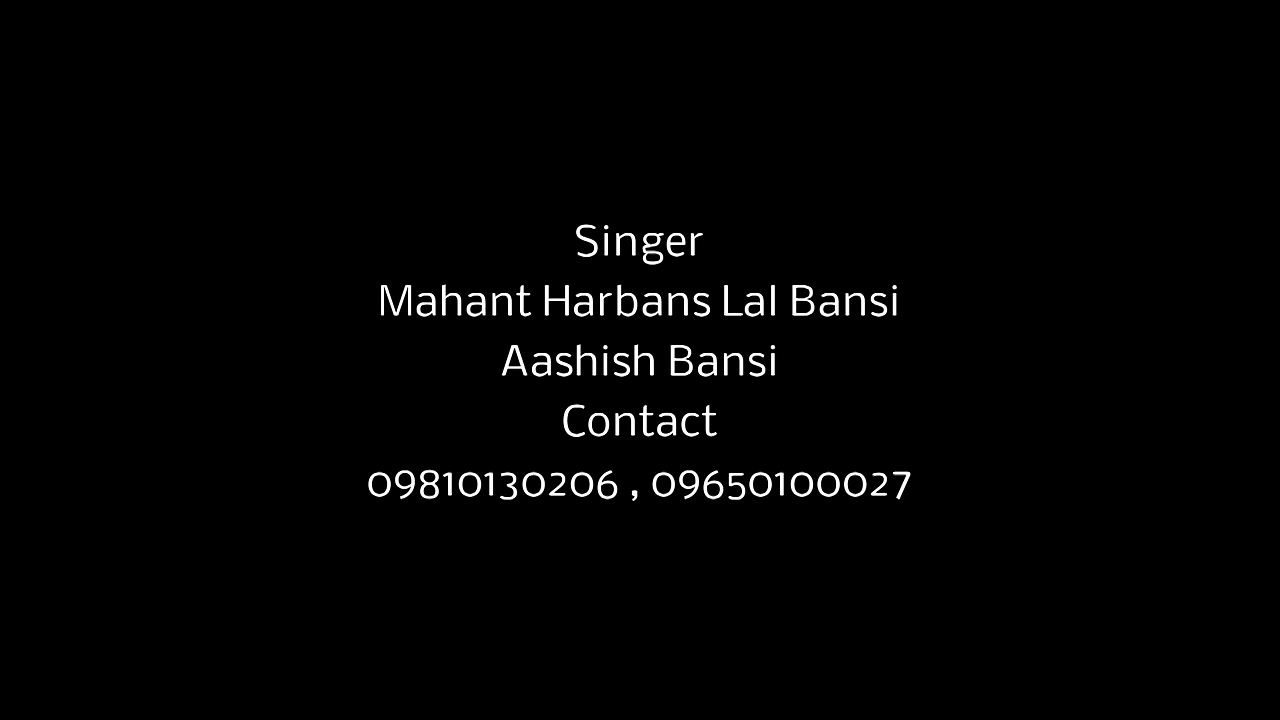 Singer
Mahant Harbans Lal Bansi
Aashish Bansi
Contact
09810130206 , 09650100027